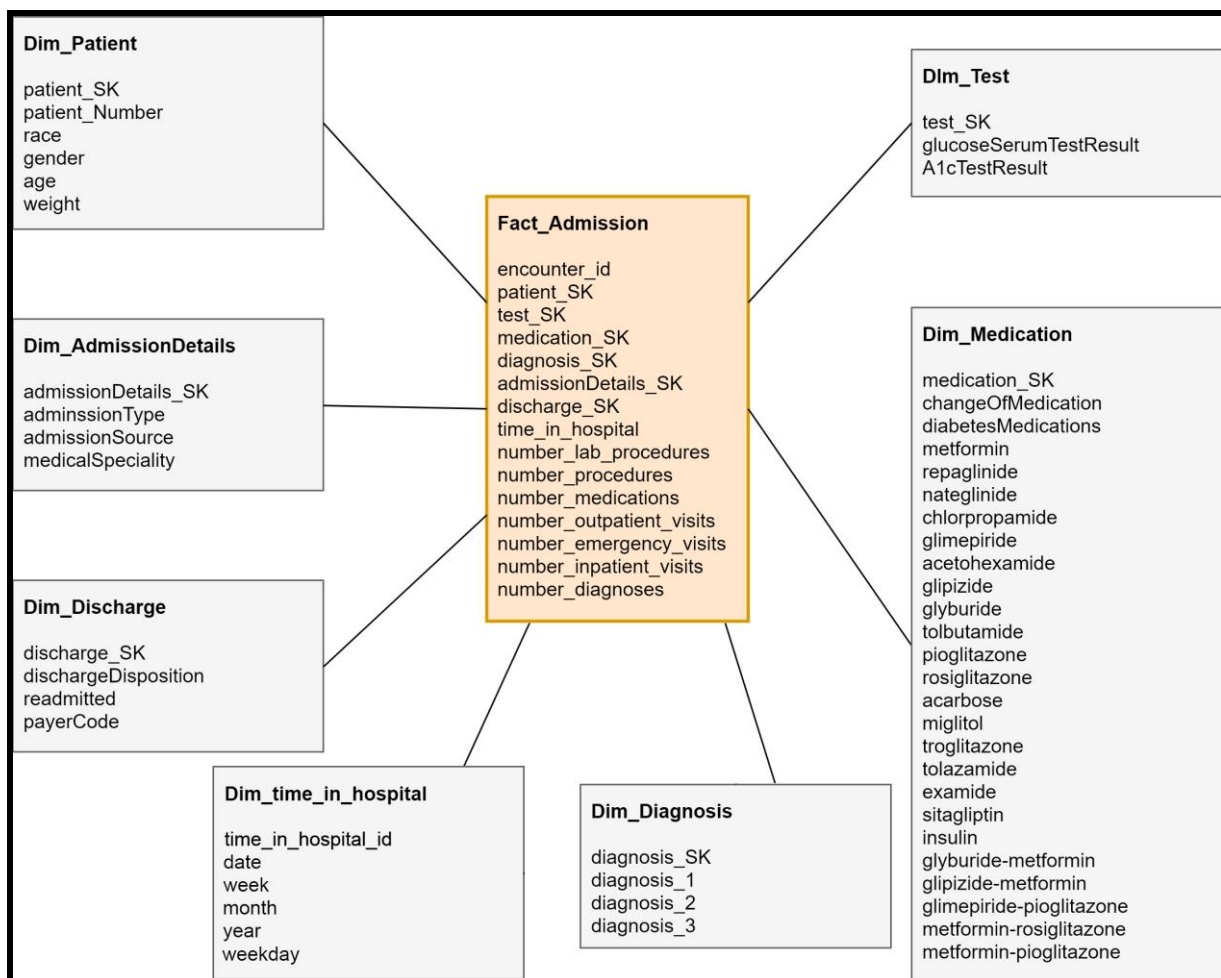 Dim_Patient
patient_SK
patient_Number
race
gender
age
weight
DIm_Test
test_SK
glucoseSerumTestResult
A1cTestResult
Fact_Admission
encounter_id
patient_SK
test_SK
medication_SK
diagnosis_SK
admissionDetails_SK
discharge_SK
time_in_hospital
number_lab_procedures
number_procedures
number_medications
number_outpatient_visits
number_emergency_visits
number_inpatient_visits
number_diagnoses
Dim_AdmissionDetails
admissionDetails_SK
adminssionType
admissionSource
medicalSpeciality
Dim_Medication
medication_SK
changeOfMedication
diabetesMedications
metformin
repaglinide
nateglinide
chlorpropamide
glimepiride
acetohexamide
glipizide
glyburide
tolbutamide
pioglitazone
rosiglitazone
acarbose
miglitol
troglitazone
tolazamide
examide
sitagliptin
insulin
glyburide-metformin
glipizide-metformin
glimepiride-pioglitazone
metformin-rosiglitazone
metformin-pioglitazone
Dim_Discharge
discharge_SK
dischargeDisposition
readmitted
payerCode
Dim_time_in_hospital
time_in_hospital_id
date
week
month
year
weekday
Dim_Diagnosis
diagnosis_SK
diagnosis_1
diagnosis_2
diagnosis_3